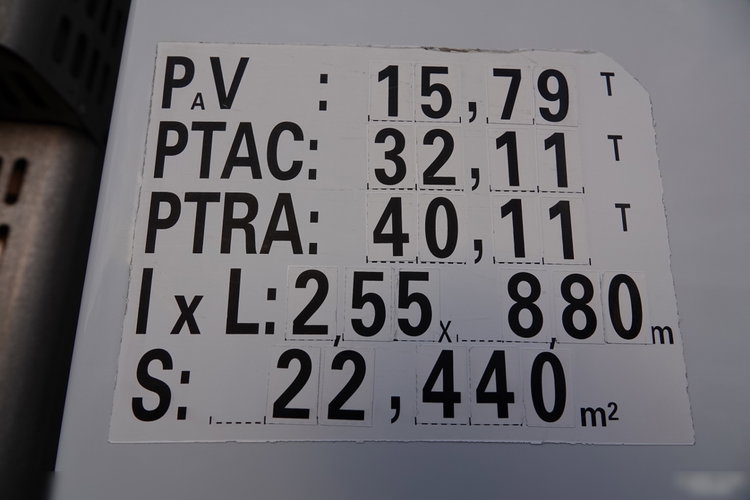 PAV : 15,79 T
PTAC: 32,11 T
PTRA: 40,11 T
l x L: 2,55 x 8,80 m
S: 22,440 m²